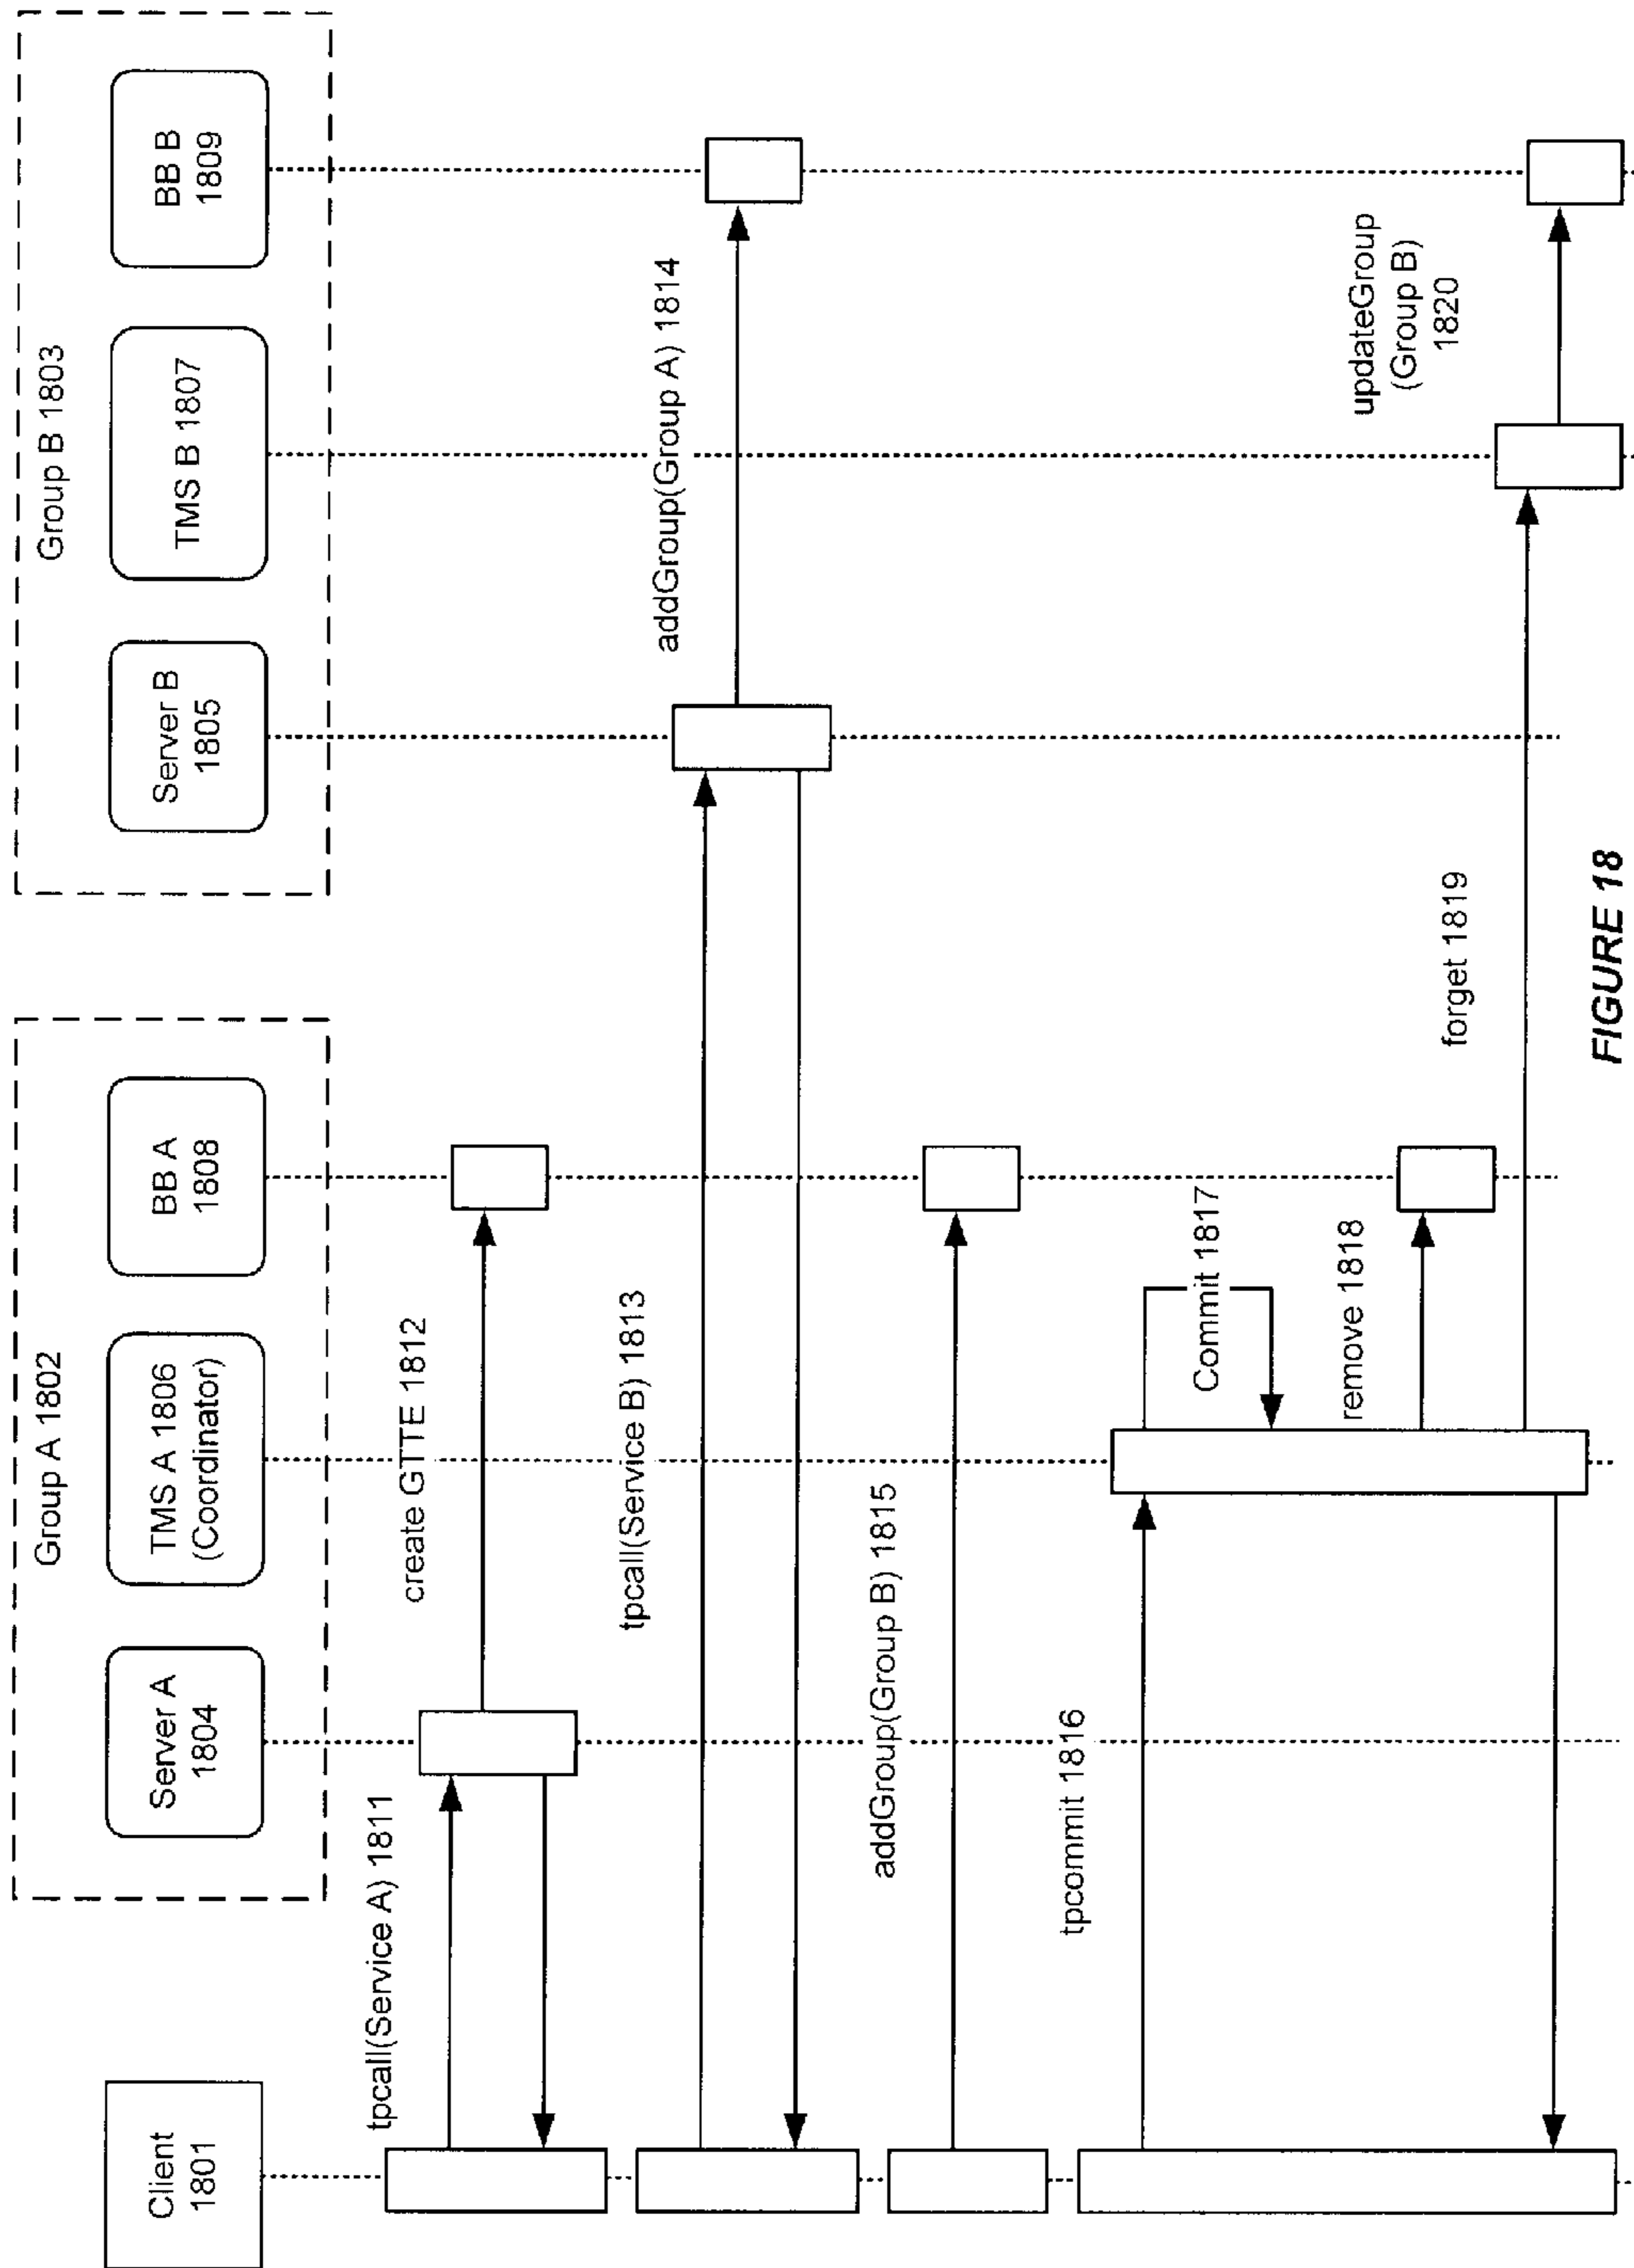 Group A 1802
Group B 1803
Client
1801
Server A
1804
TMS A 1806
(Coordinator)
BB A
1808
Server B
1805
TMS B 1807
BB B
1809
tpcall(Service A) 1811
create GTTE 1812
tpcall(Service B) 1813
addGroup(Group A) 1814
addGroup(Group B) 1815
tpcommit 1816
Commit 1817
remove 1818
forget 1819
updateGroup
(Group B)
1820
FIGURE 18